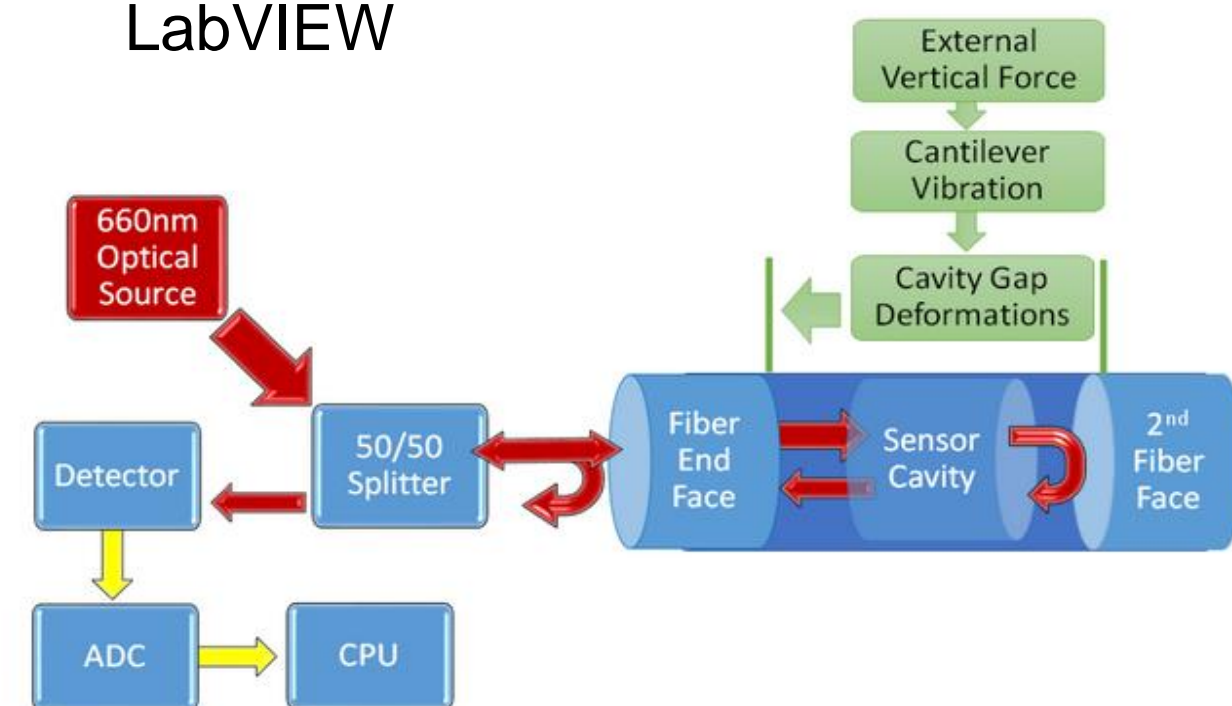 LabVIEW
External
Vertical Force
Cantilever
Vibration
Cavity Gap
Deformations
660nm
Optical
Source
50/50
Splitter
Detector
ADC
CPU
Fiber
End
Face
Sensor
Cavity
2nd
Fiber
Face